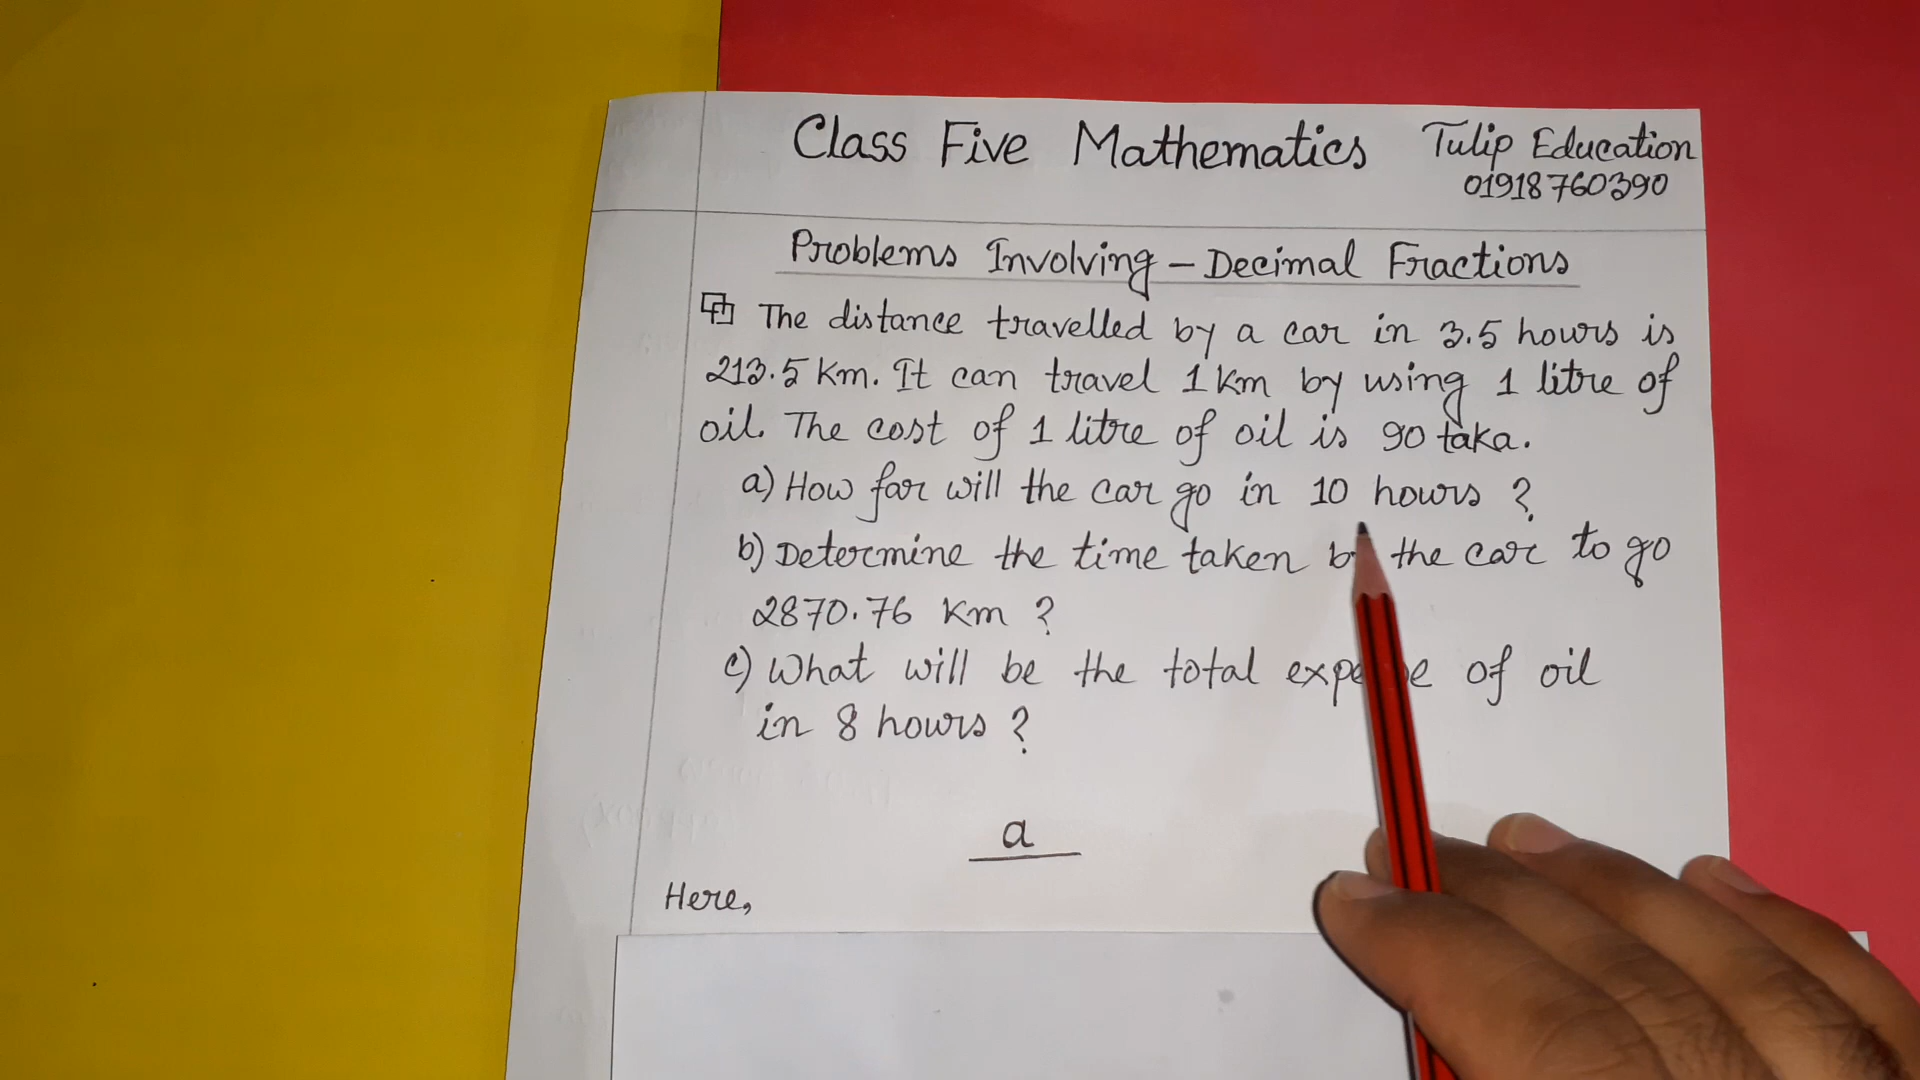 Class Five Mathematics Tulip Education
01918760390
Problems Involving - Decimal Fractions
The distance travelled by a car in 3.5 hours is
213.5 km. It can travel 1 km by using 1 litre of
oil. The cost of 1 litre of oil is 90 taka.
a) How far will the car go in 10 hours ?
b) Determine the time taken the car to go
2870.76 km ?
c) What will be the total of oil
in 8 hours ?
a
Here,